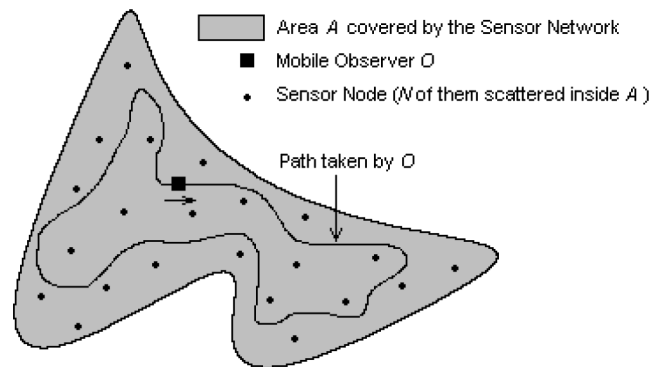 Area A covered by the Sensor Network
Mobile Observer O
Sensor Node (N of them scattered inside A)
Path taken by O